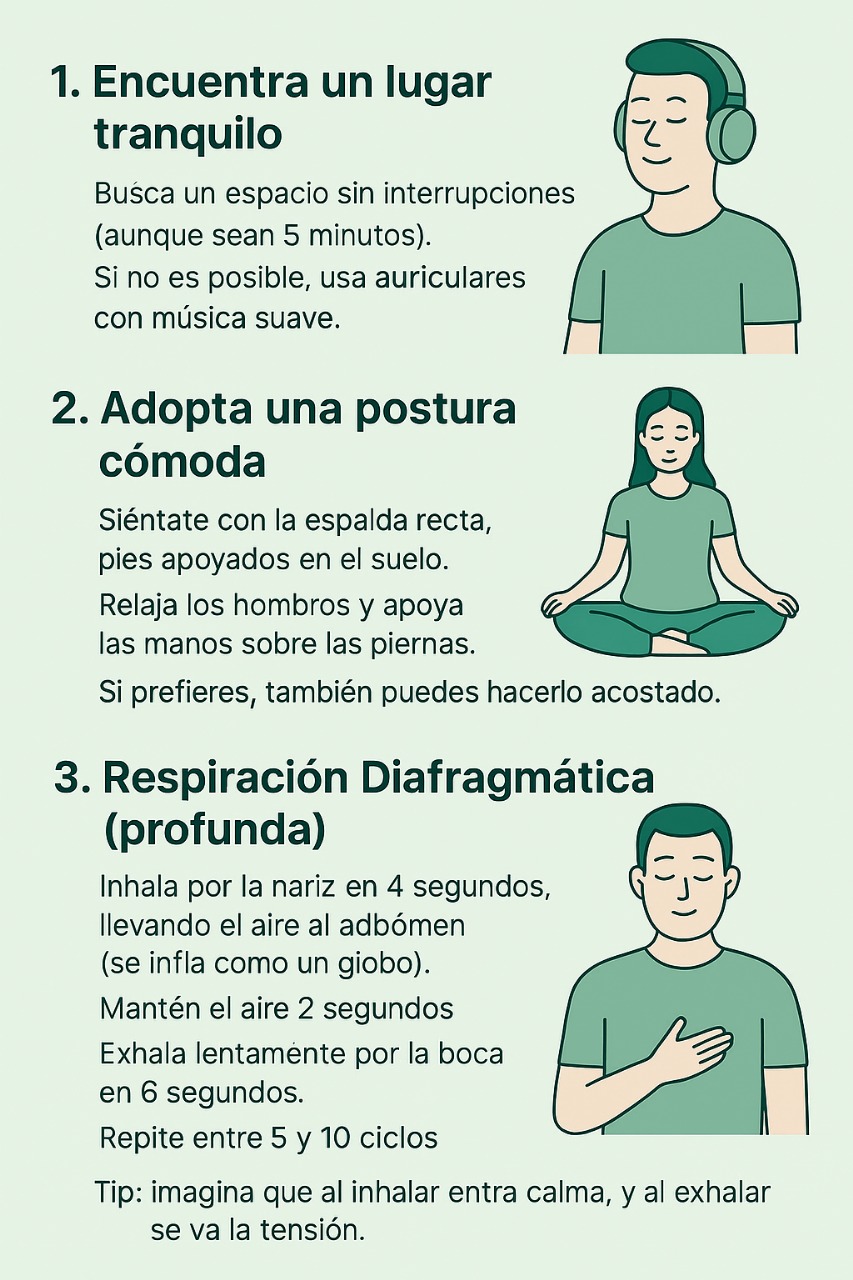 1. Encuentra un lugar
tranquilo
Busca un espacio sin interrupciones
(aunque sean 5 minutos).
Si no es posible, usa auriculares
con música suave.
2. Adopta una postura
cómoda
Siéntate con la espalda recta,
pies apoyados en el suelo.
Relaja los hombros y apoya
las manos sobre las piernas.
Si prefieres, también puedes hacerlo acostado.
3. Respiración Diafragmática
(profunda)
Inhala por la nariz en 4 segundos,
llevando el aire al adbómen
(se infla como un giobo).
Mantén el aire 2 segundos
Exhala lentamente por la boca
en 6 segundos.
Repite entre 5 y 10 ciclos
Tip: imagina que al inhalar entra calma, y al exhalar
se va la tensión.